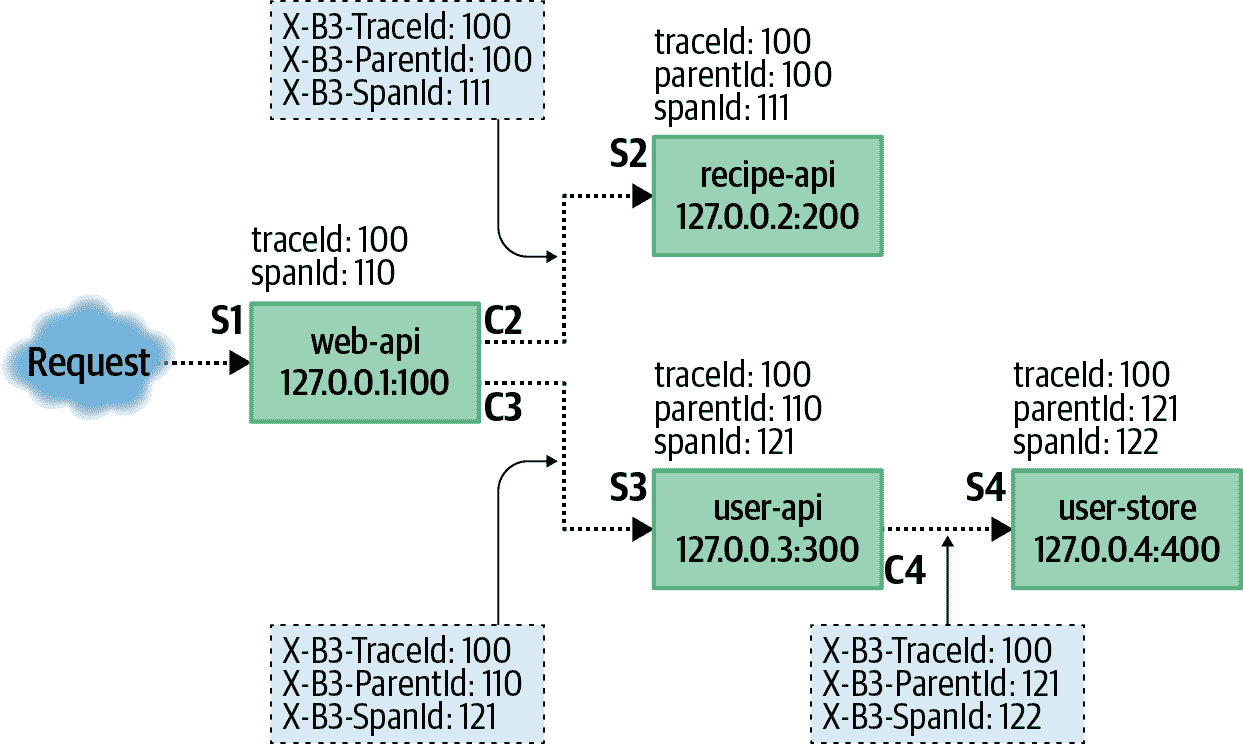 X-B3-TraceId: 100
X-B3-ParentId: 100
X-B3-SpanId: 111
traceId: 100
parentId: 100
spanId: 111
S2
recipe-api
127.0.0.2:200
traceId: 100
spanId: 110
S1
web-api
127.0.0.1:100
C2
C3
Request
traceId: 100
parentId: 110
spanId: 121
S3
user-api
127.0.0.3:300
C4
traceId: 100
parentId: 121
spanId: 122
S4
user-store
127.0.0.4:400
X-B3-TraceId: 100
X-B3-ParentId: 110
X-B3-SpanId: 121
X-B3-TraceId: 100
X-B3-ParentId: 121
X-B3-SpanId: 122